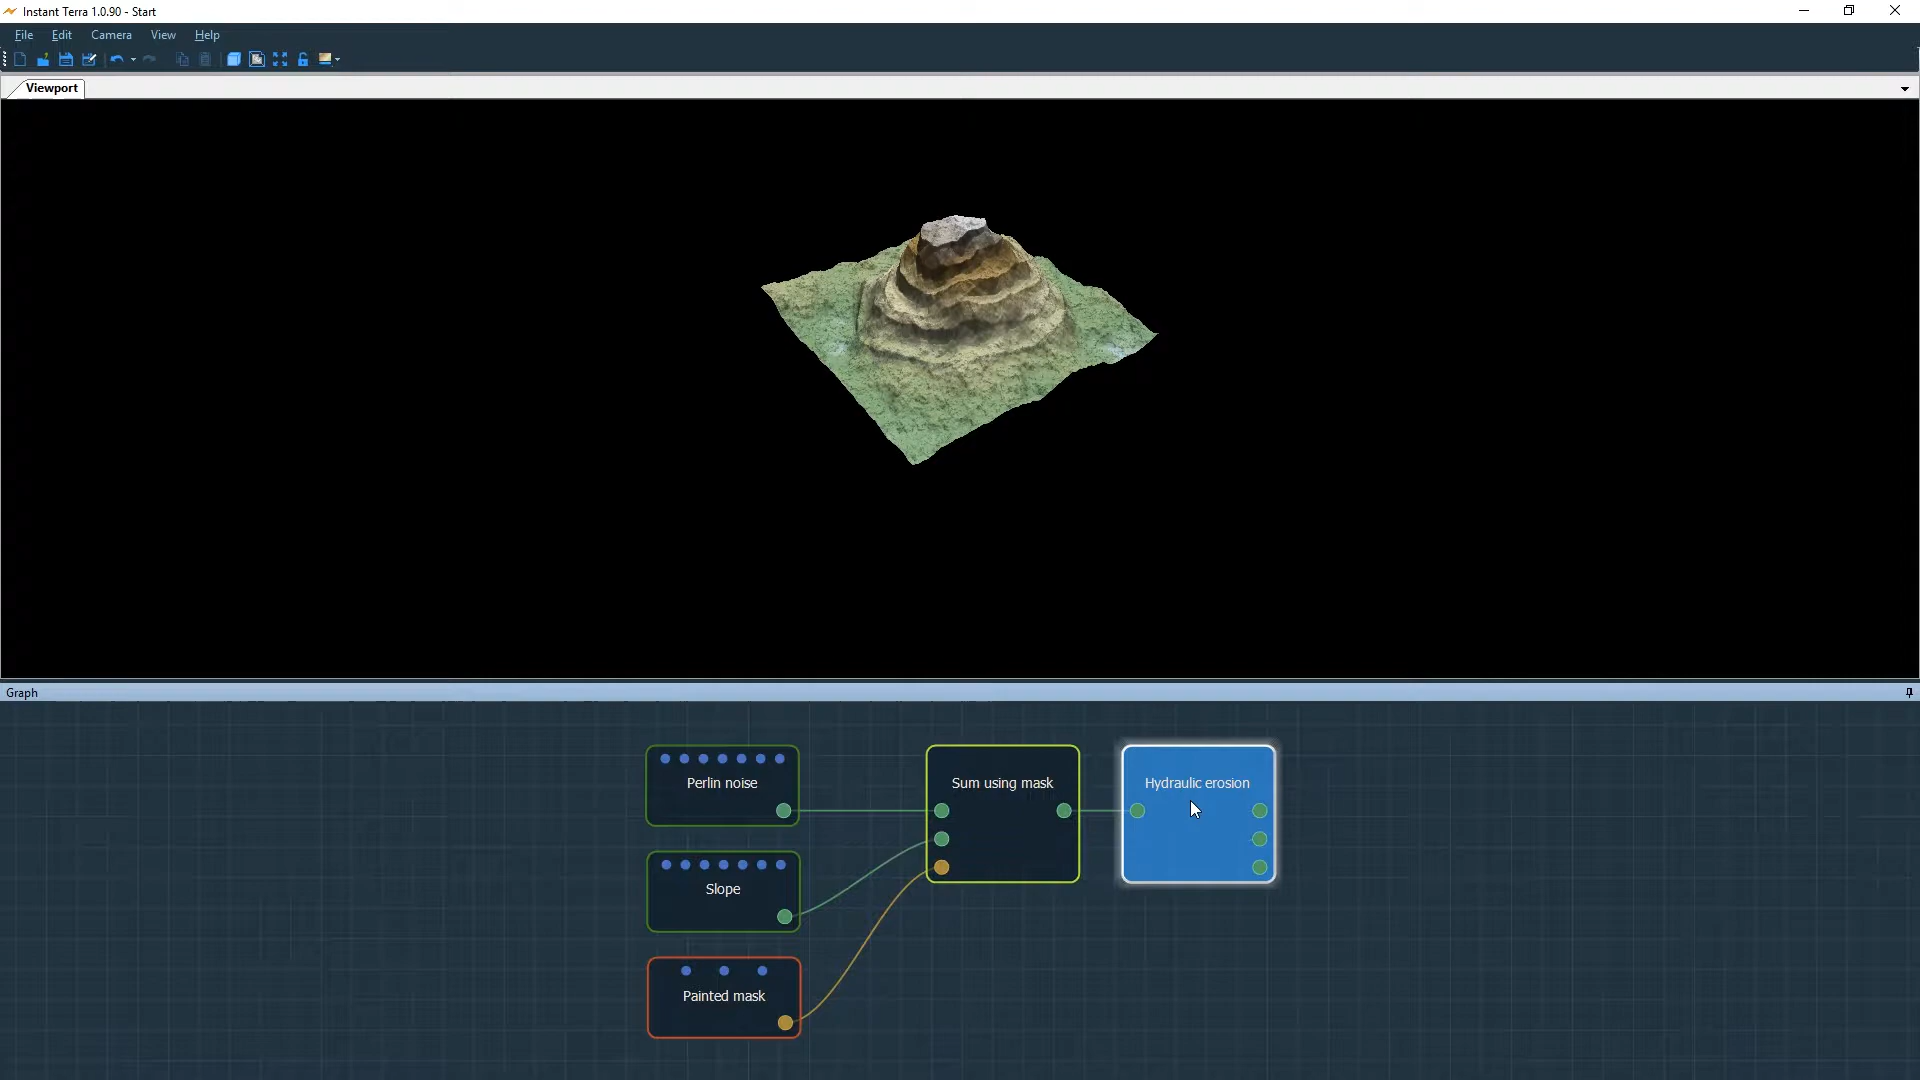 Instant Terra 1.0.90 - Start
File Edit Camera View Help
Viewport
Graph
Perlin noise
Sum using mask
Hydraulic erosion
Slope
Painted mask